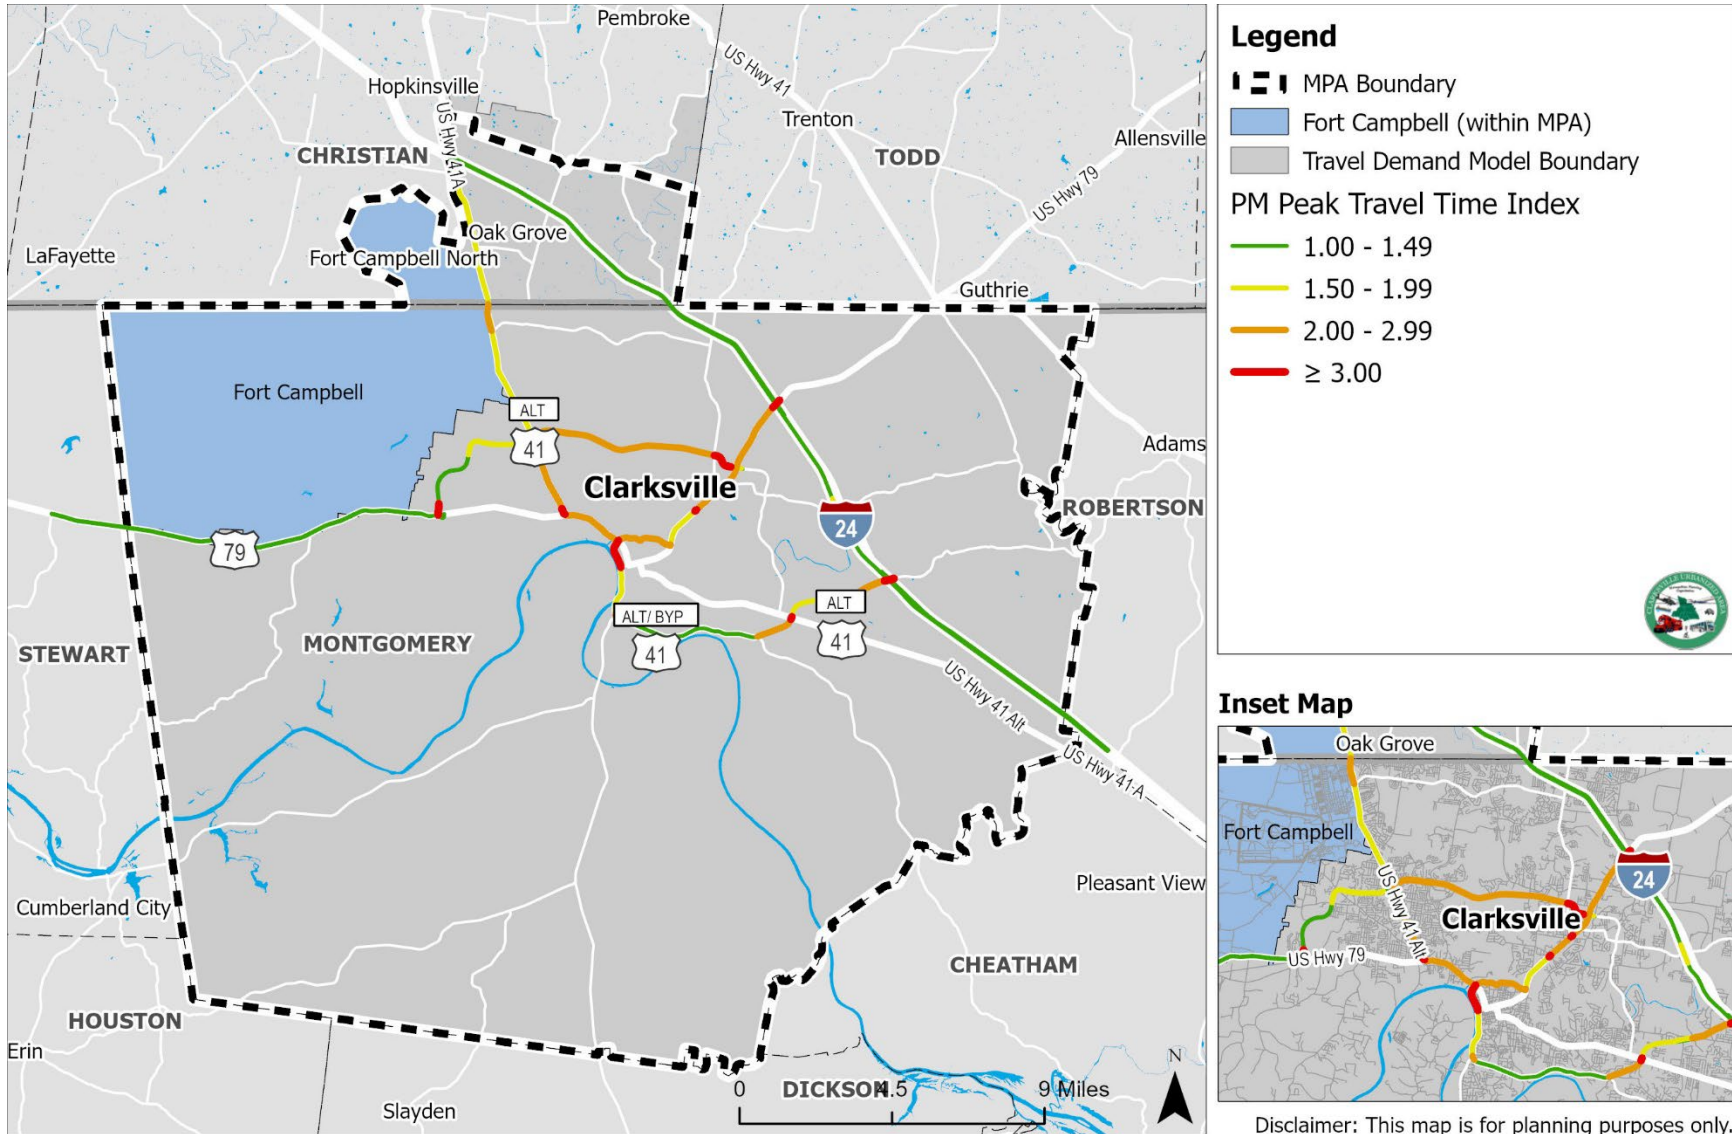 Pembroke
US Hwy 41
Hopkinsville
US Hwy 41A
Trenton
Allensville
CHRISTIAN
TODD
US Hwy 79
Oak Grove
LaFayette
Fort Campbell North
Guthrie
Fort Campbell
ALT
41
Adams
Clarksville
ROBERTSON
24
79
ALT
ALT/ BYP
41
41
MONTGOMERY
STEWART
US Hwy 41 Alt
US Hwy 41 A
Pleasant View
Cumberland City
CHEATHAM
HOUSTON
Erin
N
0 4.5 9 Miles
DICKSON
Slayden
Legend
MPA Boundary
Fort Campbell (within MPA)
Travel Demand Model Boundary
PM Peak Travel Time Index
1.00 - 1.49
1.50 - 1.99
2.00 - 2.99
≥ 3.00
CLARKSVILLE URBANIZED AREA
Inset Map
Oak Grove
Fort Campbell
US Hwy 41 Alt
24
Clarksville
US Hwy 79
Disclaimer: This map is for planning purposes only.